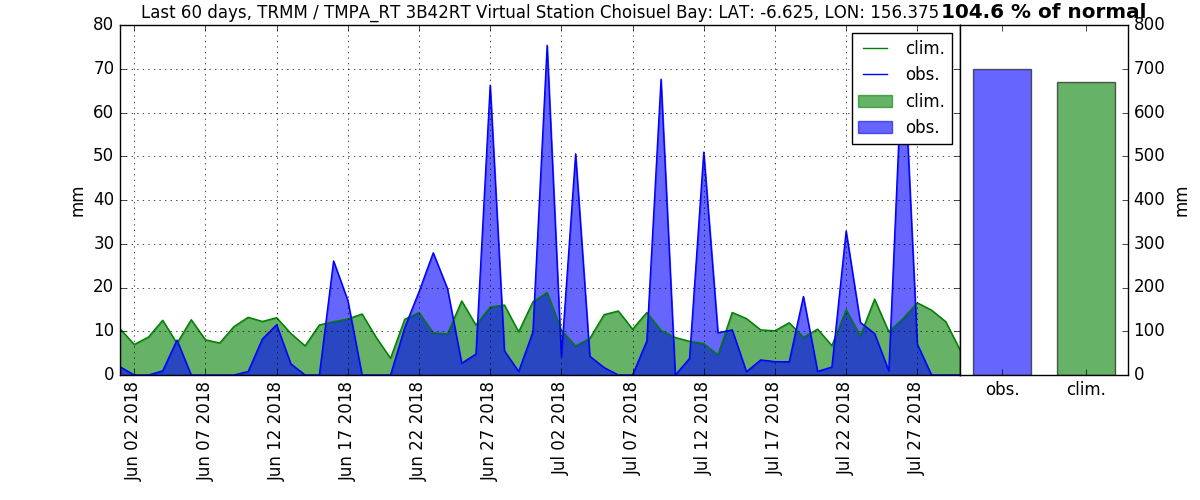 Last 60 days, TRMM / TMPA_RT 3B42RT Virtual Station Choisuel Bay: LAT: -6.625, LON: 156.375
104.6 % of normal
80
70
60
50
40
30
20
10
0
mm
clim.
obs.
clim.
obs.
Jun 02 2018
Jun 07 2018
Jun 12 2018
Jun 17 2018
Jun 22 2018
Jun 27 2018
Jul 02 2018
Jul 07 2018
Jul 12 2018
Jul 17 2018
Jul 22 2018
Jul 27 2018
800
700
600
500
400
300
200
100
0
mm
obs.
clim.